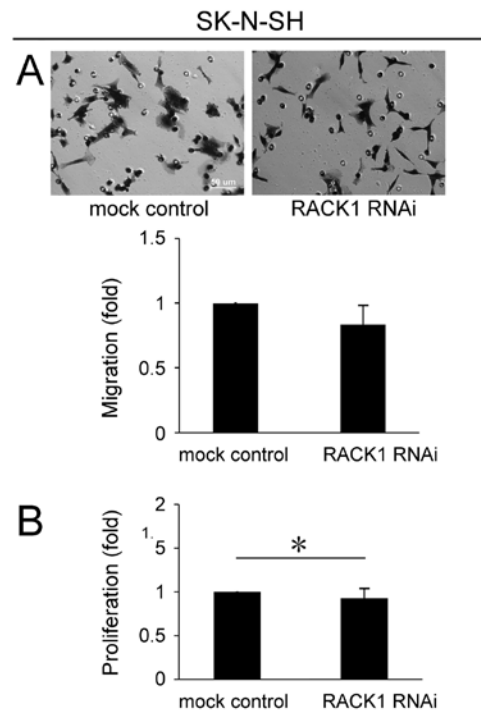 SK-N-SH
A
50 um
mock control RACK1 RNAi
Migration (fold)
1.5
1
0.5
0
mock control RACK1 RNAi
B
Proliferation (fold)
2
1.
5
1
0.5
0
*
mock control RACK1 RNAi